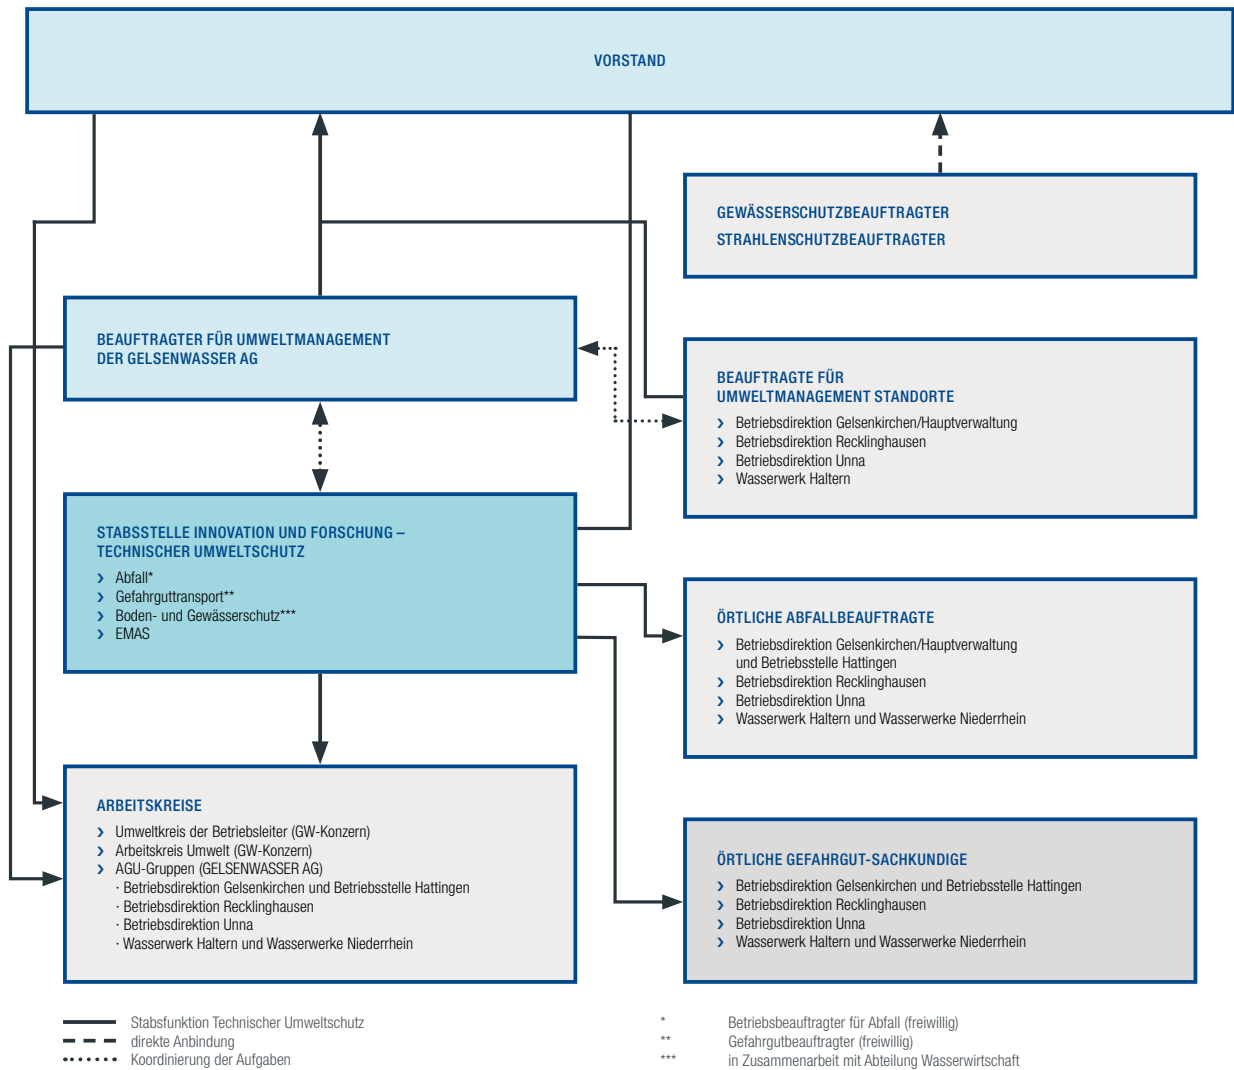 VORSTAND
GEWÄSSERSCHUTZBEAUFTRAGTER
STRAHLENSCHUTZBEAUFTRAGTER
BEAUFTRAGTER FÜR UMWELTMANAGEMENT
DER GELSENWASSER AG
BEAUFTRAGTE FÜR
UMWELTMANAGEMENT STANDORTE
› Betriebsdirektion Gelsenkirchen/Hauptverwaltung
› Betriebsdirektion Recklinghausen
› Betriebsdirektion Unna
› Wasserwerk Haltern
STABSSTELLE INNOVATION UND FORSCHUNG –
TECHNISCHER UMWELTSCHUTZ
› Abfall*
› Gefahrguttransport**
› Boden- und Gewässerschutz***
› EMAS
ÖRTLICHE ABFALLBEAUFTRAGTE
› Betriebsdirektion Gelsenkirchen/Hauptverwaltung
und Betriebsstelle Hattingen
› Betriebsdirektion Recklinghausen
› Betriebsdirektion Unna
› Wasserwerk Haltern und Wasserwerke Niederrhein
ARBEITSKREISE
› Umweltkreis der Betriebsleiter (GW-Konzern)
› Arbeitskreis Umwelt (GW-Konzern)
› AGU-Gruppen (GELSENWASSER AG)
· Betriebsdirektion Gelsenkirchen und Betriebsstelle Hattingen
· Betriebsdirektion Recklinghausen
· Betriebsdirektion Unna
· Wasserwerk Haltern und Wasserwerke Niederrhein
ÖRTLICHE GEFAHRGUT-SACHKUNDIGE
› Betriebsdirektion Gelsenkirchen und Betriebsstelle Hattingen
› Betriebsdirektion Recklinghausen
› Betriebsdirektion Unna
› Wasserwerk Haltern und Wasserwerke Niederrhein
Stabsfunktion Technischer Umweltschutz
direkte Anbindung
Koordinierung der Aufgaben
* Betriebsbeauftragter für Abfall (freiwillig)
** Gefahrgutbeauftragter (freiwillig)
*** in Zusammenarbeit mit Abteilung Wasserwirtschaft